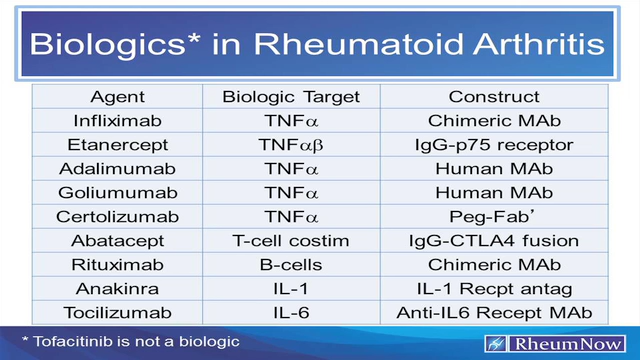 Biologics* in Rheumatoid Arthritis
Agent Biologic Target Construct
Infliximab TNFα Chimeric MAb
Etanercept TNFαβ IgG-p75 receptor
Adalimumab TNFα Human MAb
Goliumumab TNFα Human MAb
Certolizumab TNFα Peg-Fab’
Abatacept T-cell costim IgG-CTLA4 fusion
Rituximab B-cells Chimeric MAb
Anakinra IL-1 IL-1 Recpt antag
Tocilizumab IL-6 Anti-IL6 Recept MAb
* Tofacitinib is not a biologic
RheumNow